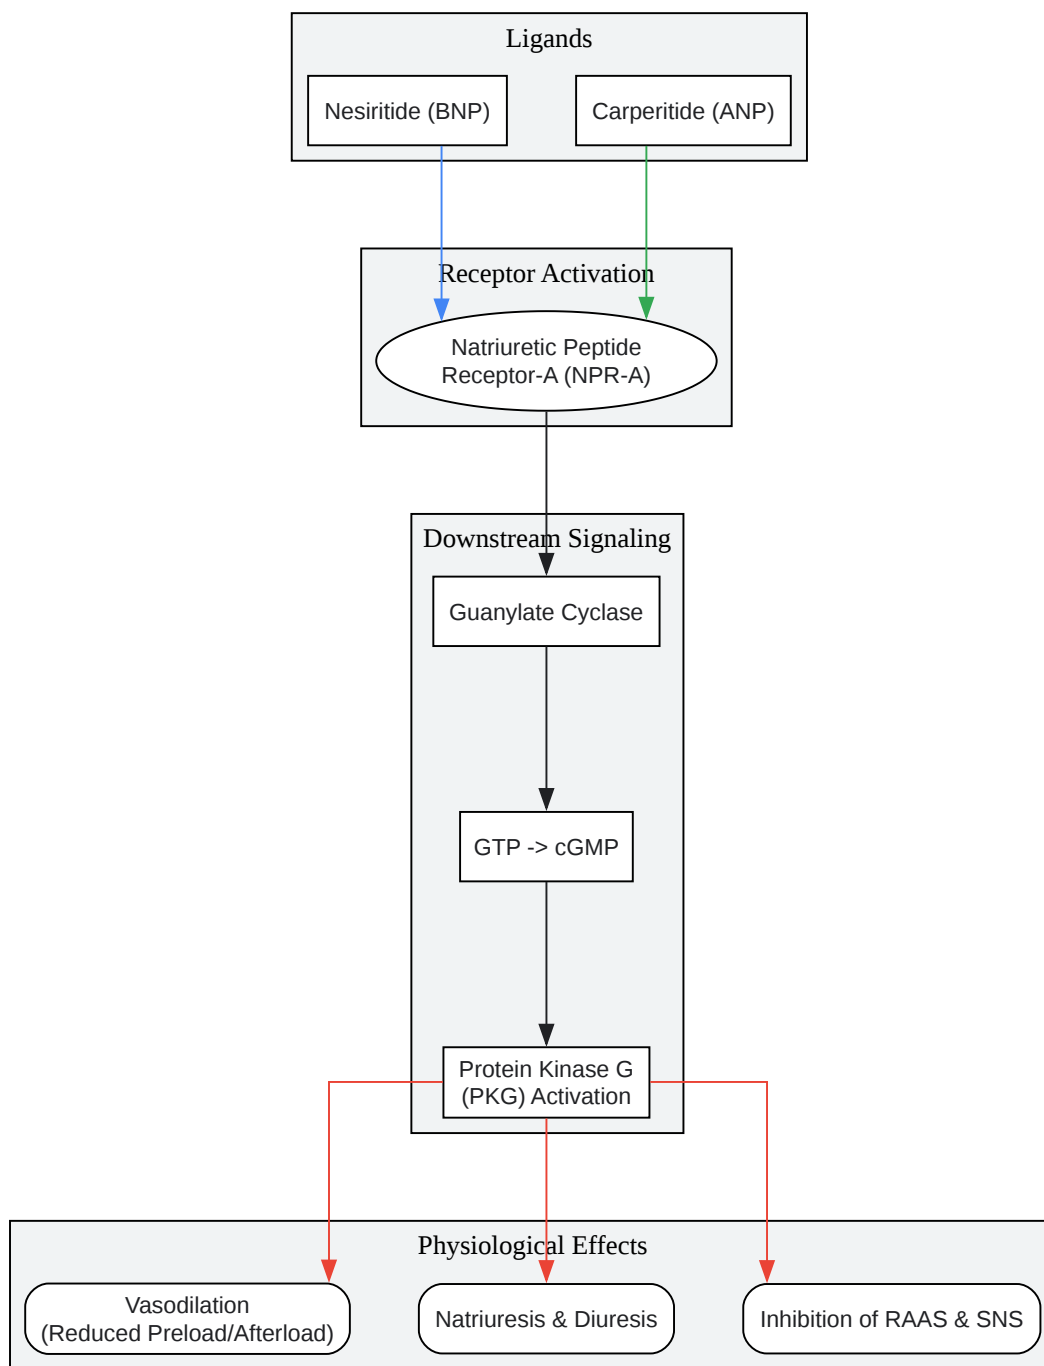 Ligands
Nesiritide (BNP)
Carperitide (ANP)
Receptor Activation
Natriuretic Peptide
Receptor-A (NPR-A)
Downstream Signaling
Guanylate Cyclase
GTP -> cGMP
Protein Kinase G
(PKG) Activation
Physiological Effects
Vasodilation
(Reduced Preload/Afterload)
Natriuresis & Diuresis
Inhibition of RAAS & SNS